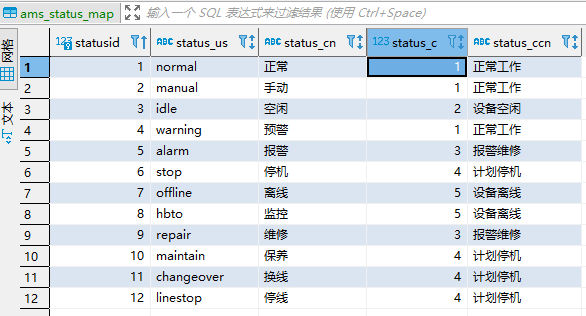 ams_status_map 输入一个 SQL 表达式来过滤结果 (使用 Ctrl+Space)
网格
文本
123 statusid ABC status_us ABC status_cn 123 status_c ABC status_ccn
1 1 normal 正常 1 正常工作
2 2 manual 手动 1 正常工作
3 3 idle 空闲 2 设备空闲
4 4 warning 预警 1 正常工作
5 5 alarm 报警 3 报警维修
6 6 stop 停机 4 计划停机
7 7 offline 离线 5 设备离线
8 8 hbto 监控 5 设备离线
9 9 repair 维修 3 报警维修
10 10 maintain 保养 4 计划停机
11 11 changeover 换线 4 计划停机
12 12 linestop 停线 4 计划停机